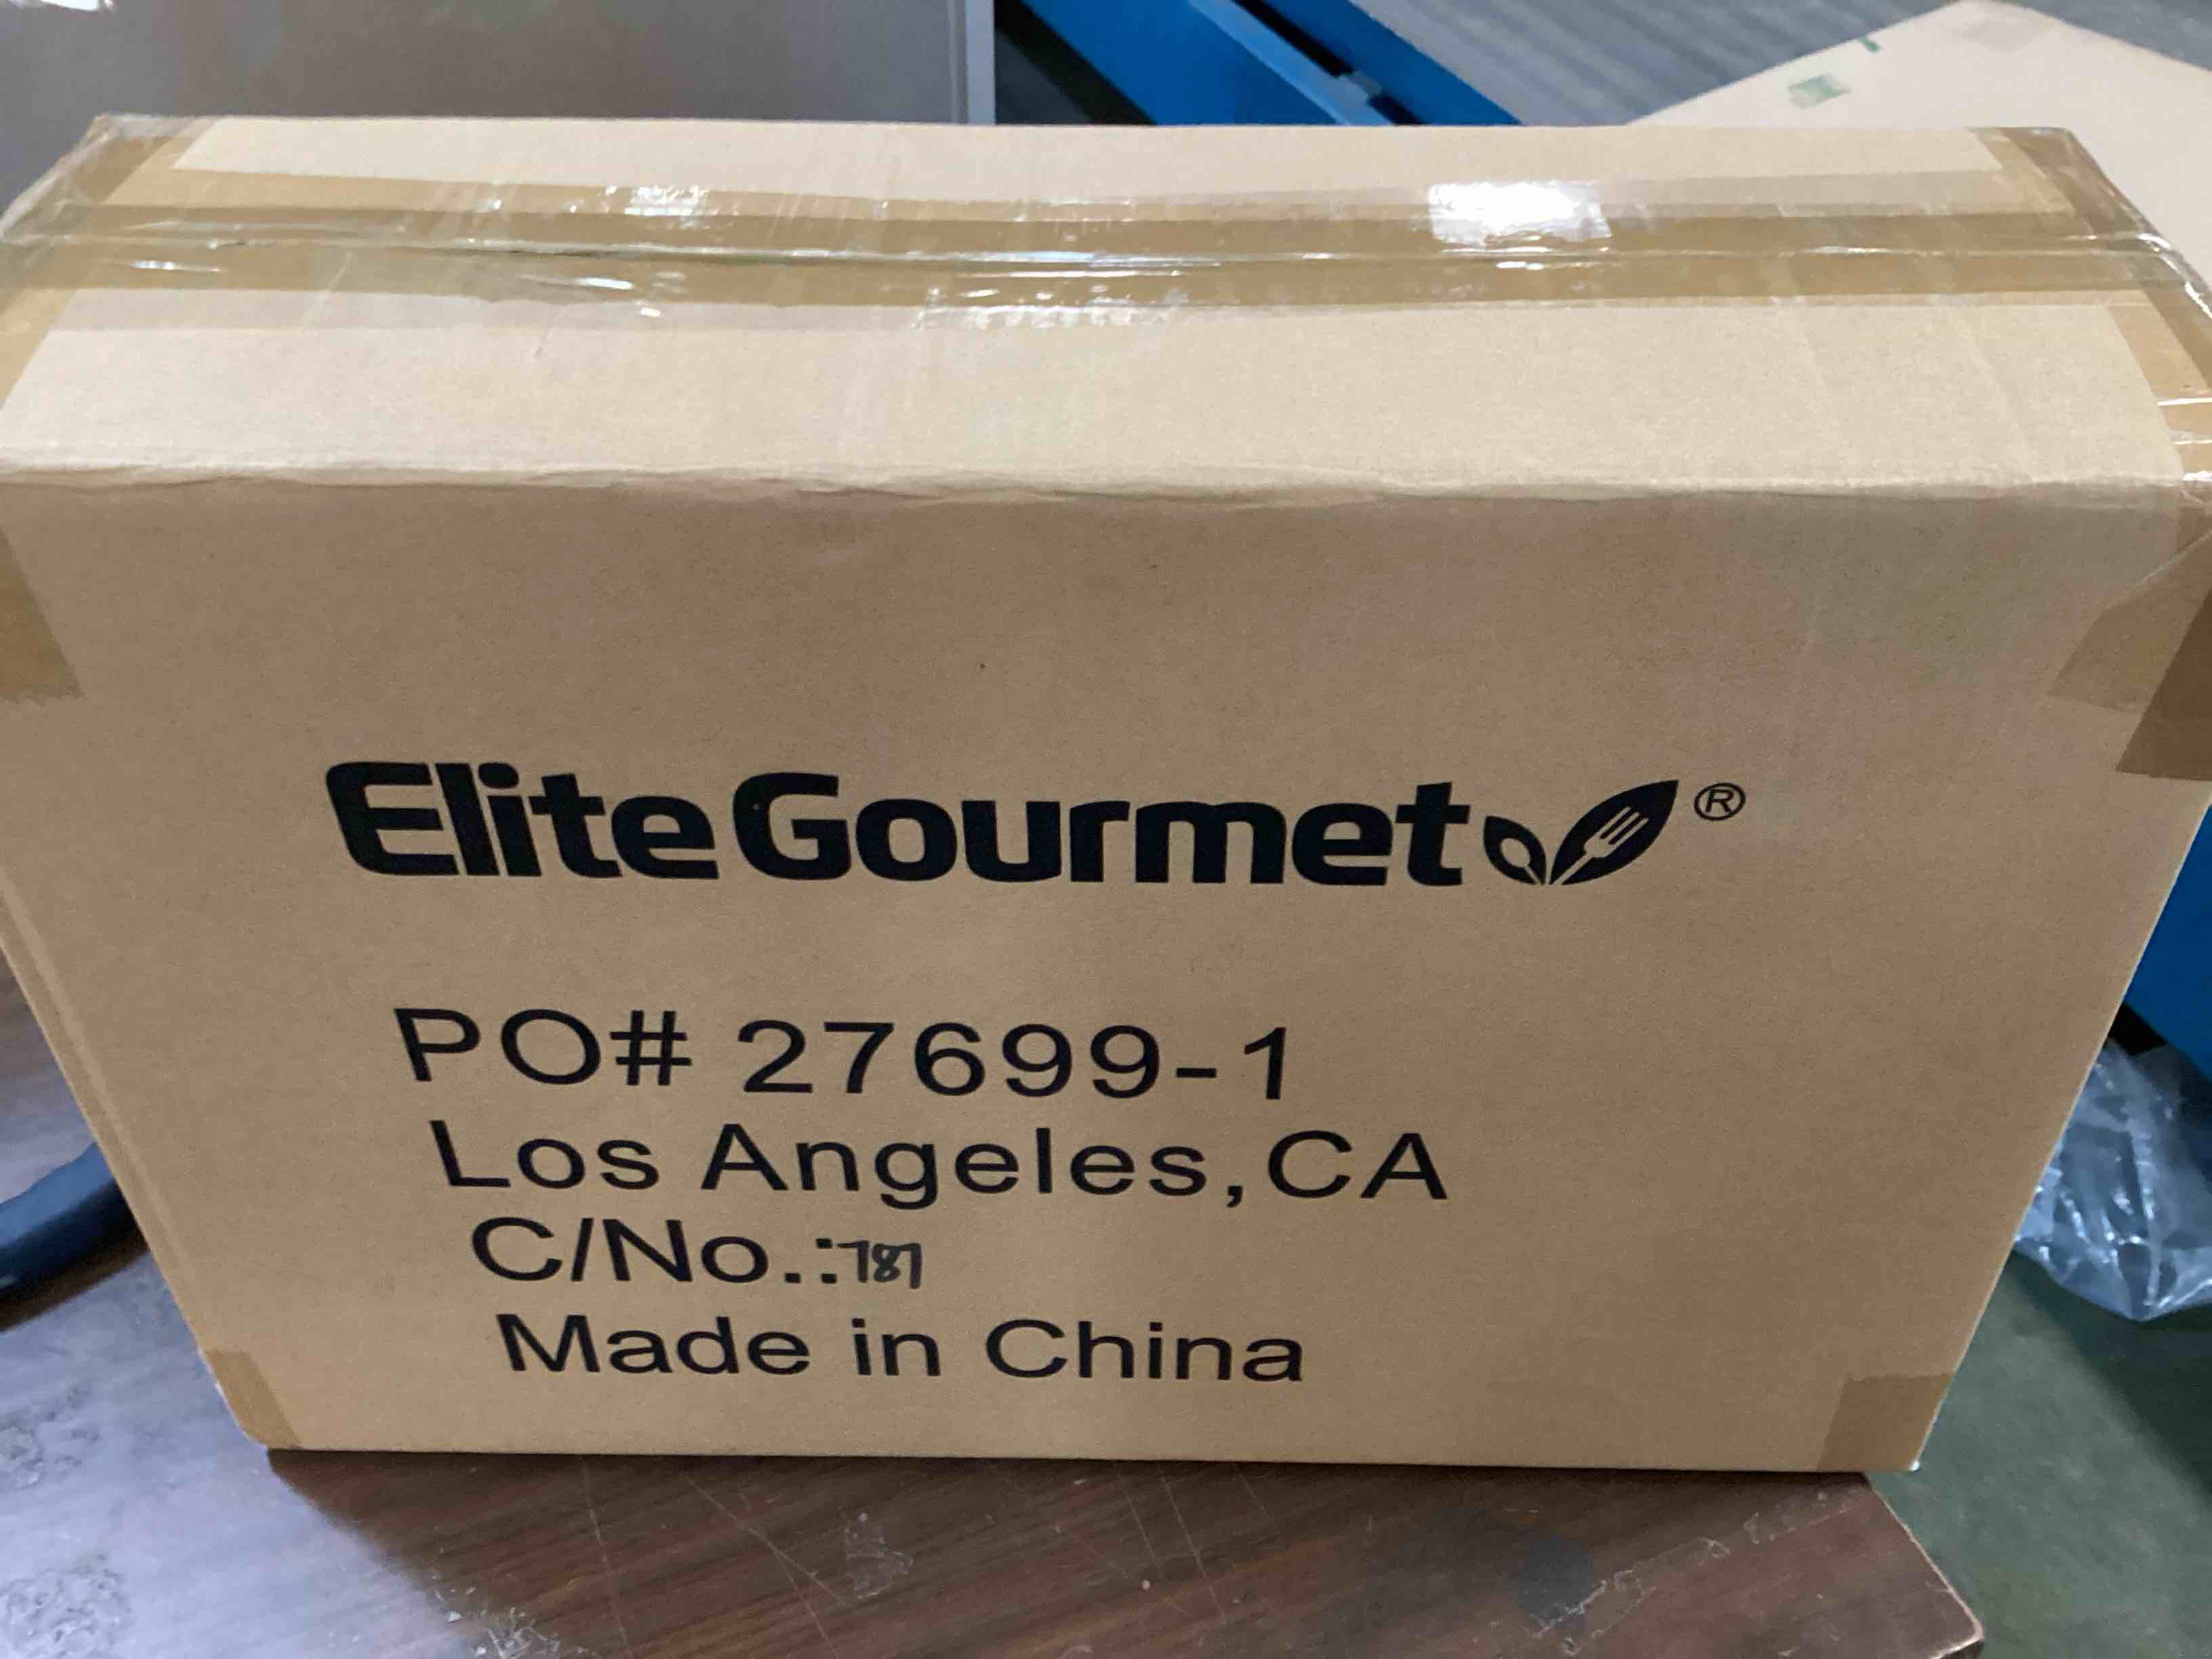 Elite Gourmet®
PO# 27699-1
Los Angeles,CA
C/No.:787
Made in China